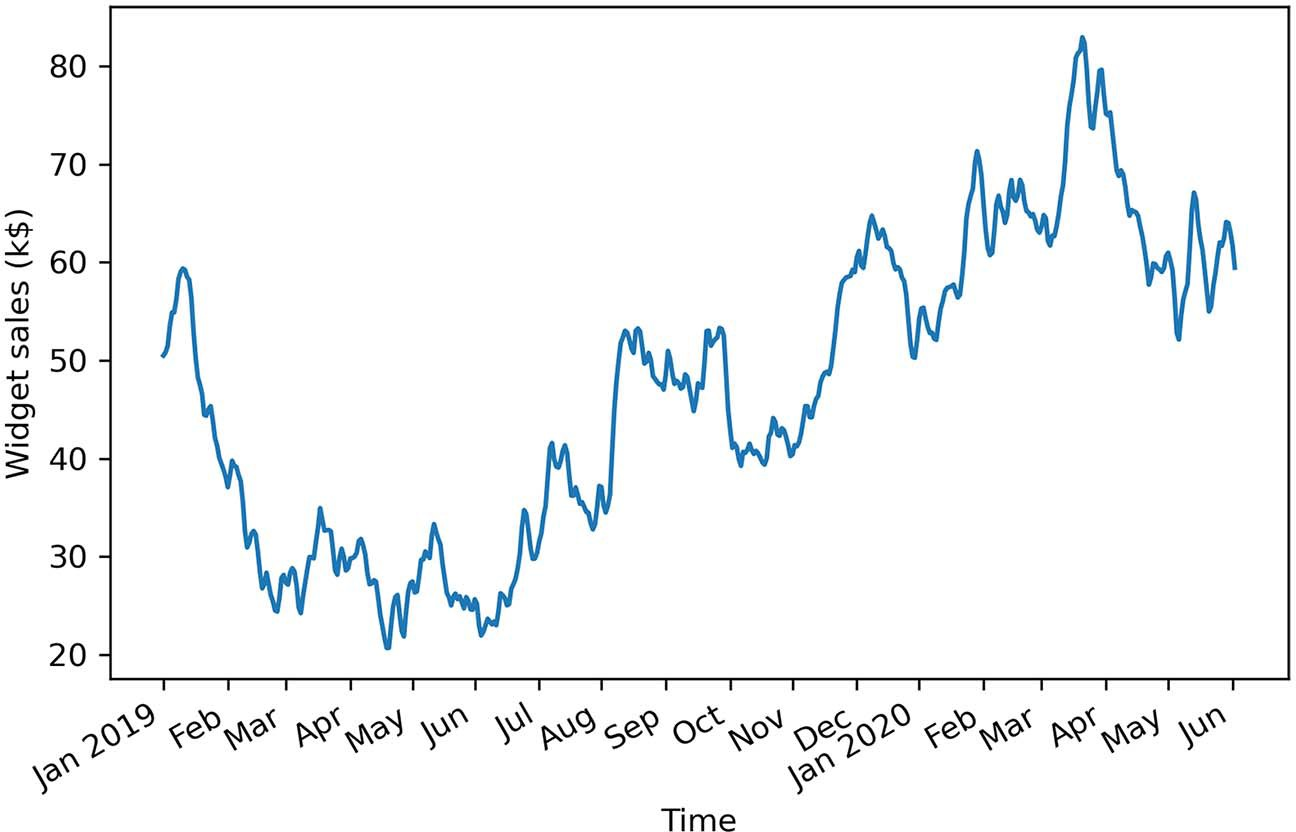 Widget sales (k$)
80
70
60
50
40
30
20
Jan 2019
Feb
Mar
Apr
May
Jun
Jul
Aug
Sep
Oct
Nov
Dec
Jan 2020
Feb
Mar
Apr
May
Jun
Time